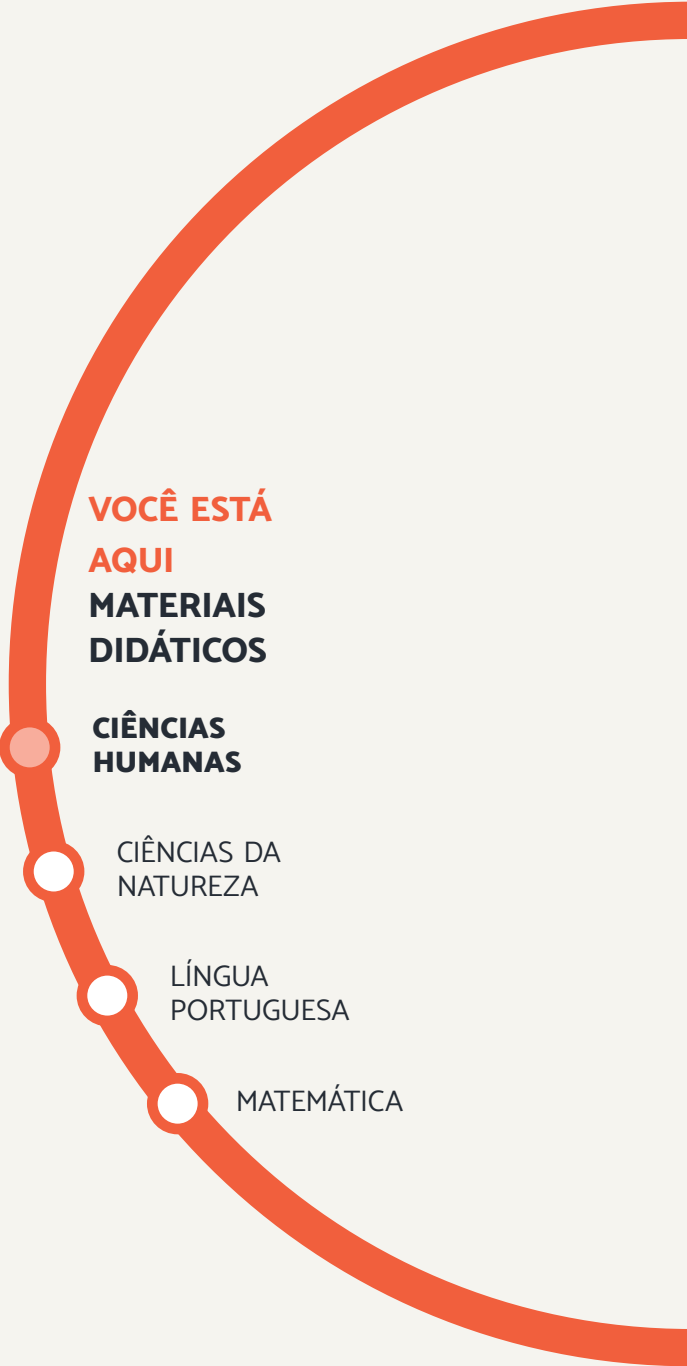 VOCÊ ESTÁ
AQUI
MATERIAIS
DIDÁTICOS
CIÊNCIAS
HUMANAS
CIÊNCIAS DA
NATUREZA
LÍNGUA
PORTUGUESA
MATEMÁTICA